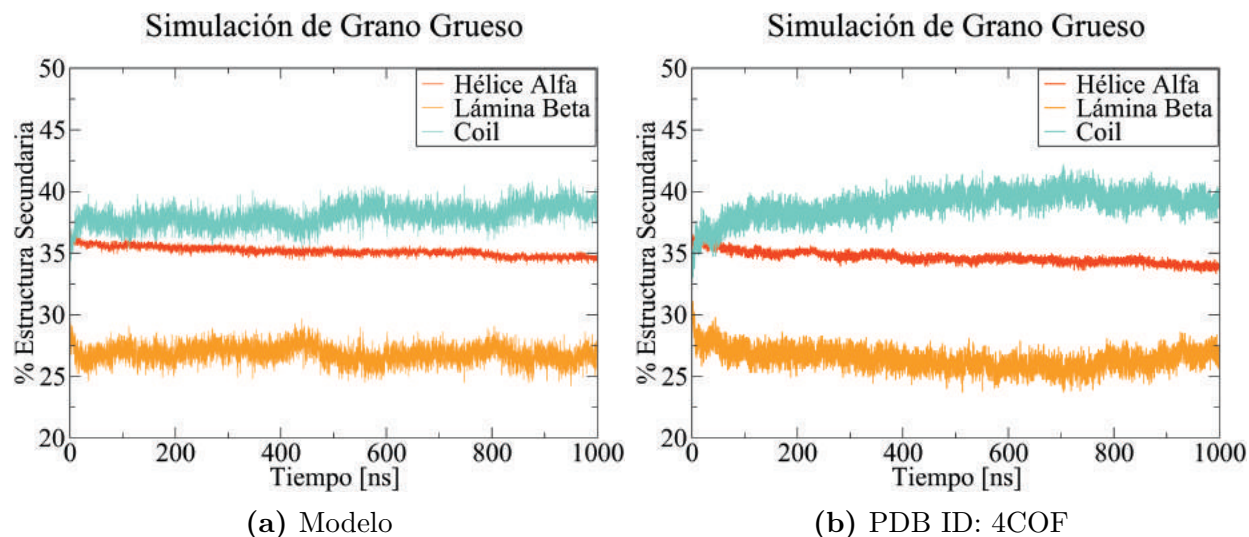 Simulación de Grano Grueso
% Estructura Secundaria
50
45
40
35
30
25
20
Hélice Alfa
Lámina Beta
Coil
0
200
400
600
800
1000
Tiempo [ns]
(a) Modelo
Simulación de Grano Grueso
% Estructura Secundaria
50
45
40
35
30
25
20
Hélice Alfa
Lámina Beta
Coil
0
200
400
600
800
1000
Tiempo [ns]
(b) PDB ID: 4COF